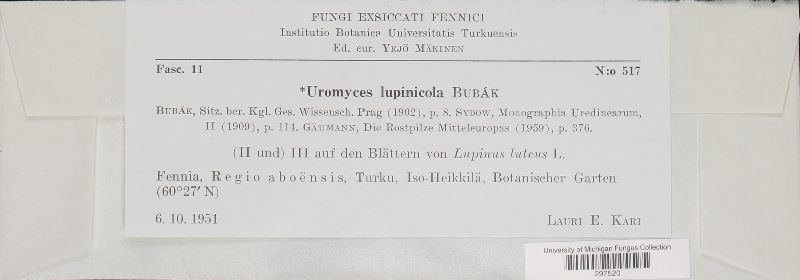 FUNGI EXSICCATI FENNICI
Institutio Botanica Universitatis Turkuensis
Ed. cur. YRJÖ MÄKINEN
Fasc. 11 N:o 517
*Uromyces lupinicola BUBÁK
BUBÁK, Sitz. ber. Kgl. Ges. Wissensch. Prag (1902), p. 8. SYDOW, Monographia Uredinearum,
II (1909), p. 114. GÄUMANN, Die Rostpilze Mitteleuropas (1959), p. 376.
(II und) III auf den Blättern von Lupinus luteus L.
Fennia, Regio aboënsis, Turku, Iso-Heikkilä, Botanischer Garten
(60°27′ N)
6. 10. 1951 LAURI E. KARI
University of Michigan Fungus Collection
297520